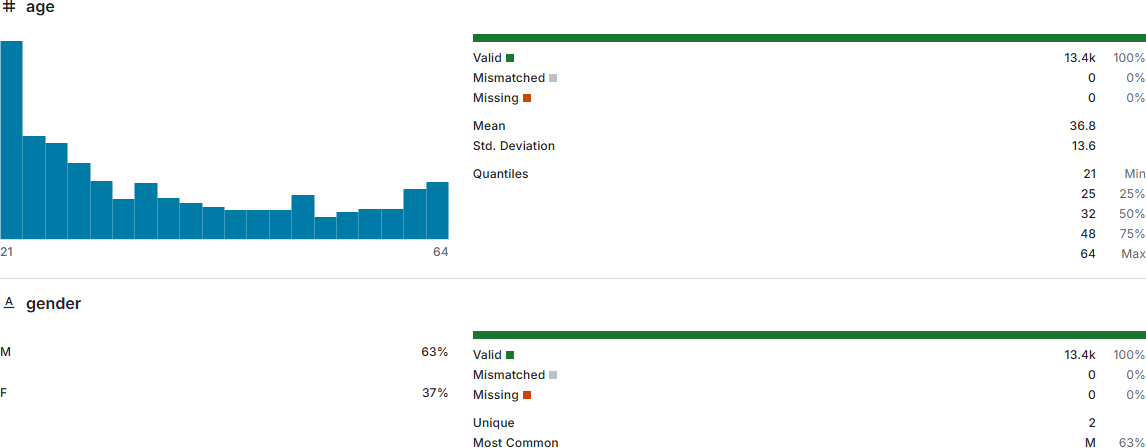 # age
Valid 13.4k 100%
Mismatched 0 0%
Missing 0 0%
Mean 36.8
Std. Deviation 13.6
Quantiles 21 Min
25 25%
32 50%
48 75%
64 Max
21 64
A gender
M 63%
F 37%
Valid 13.4k 100%
Mismatched 0 0%
Missing 0 0%
Unique 2
Most Common M 63%